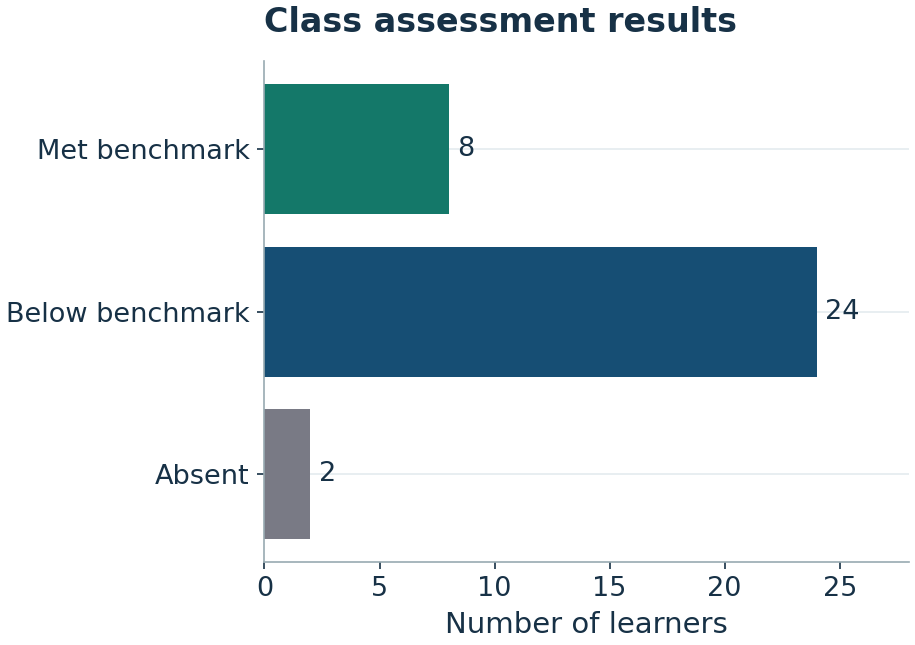 Class assessment results
Met benchmark
8
Below benchmark
24
Absent
2
0 5 10 15 20 25
Number of learners